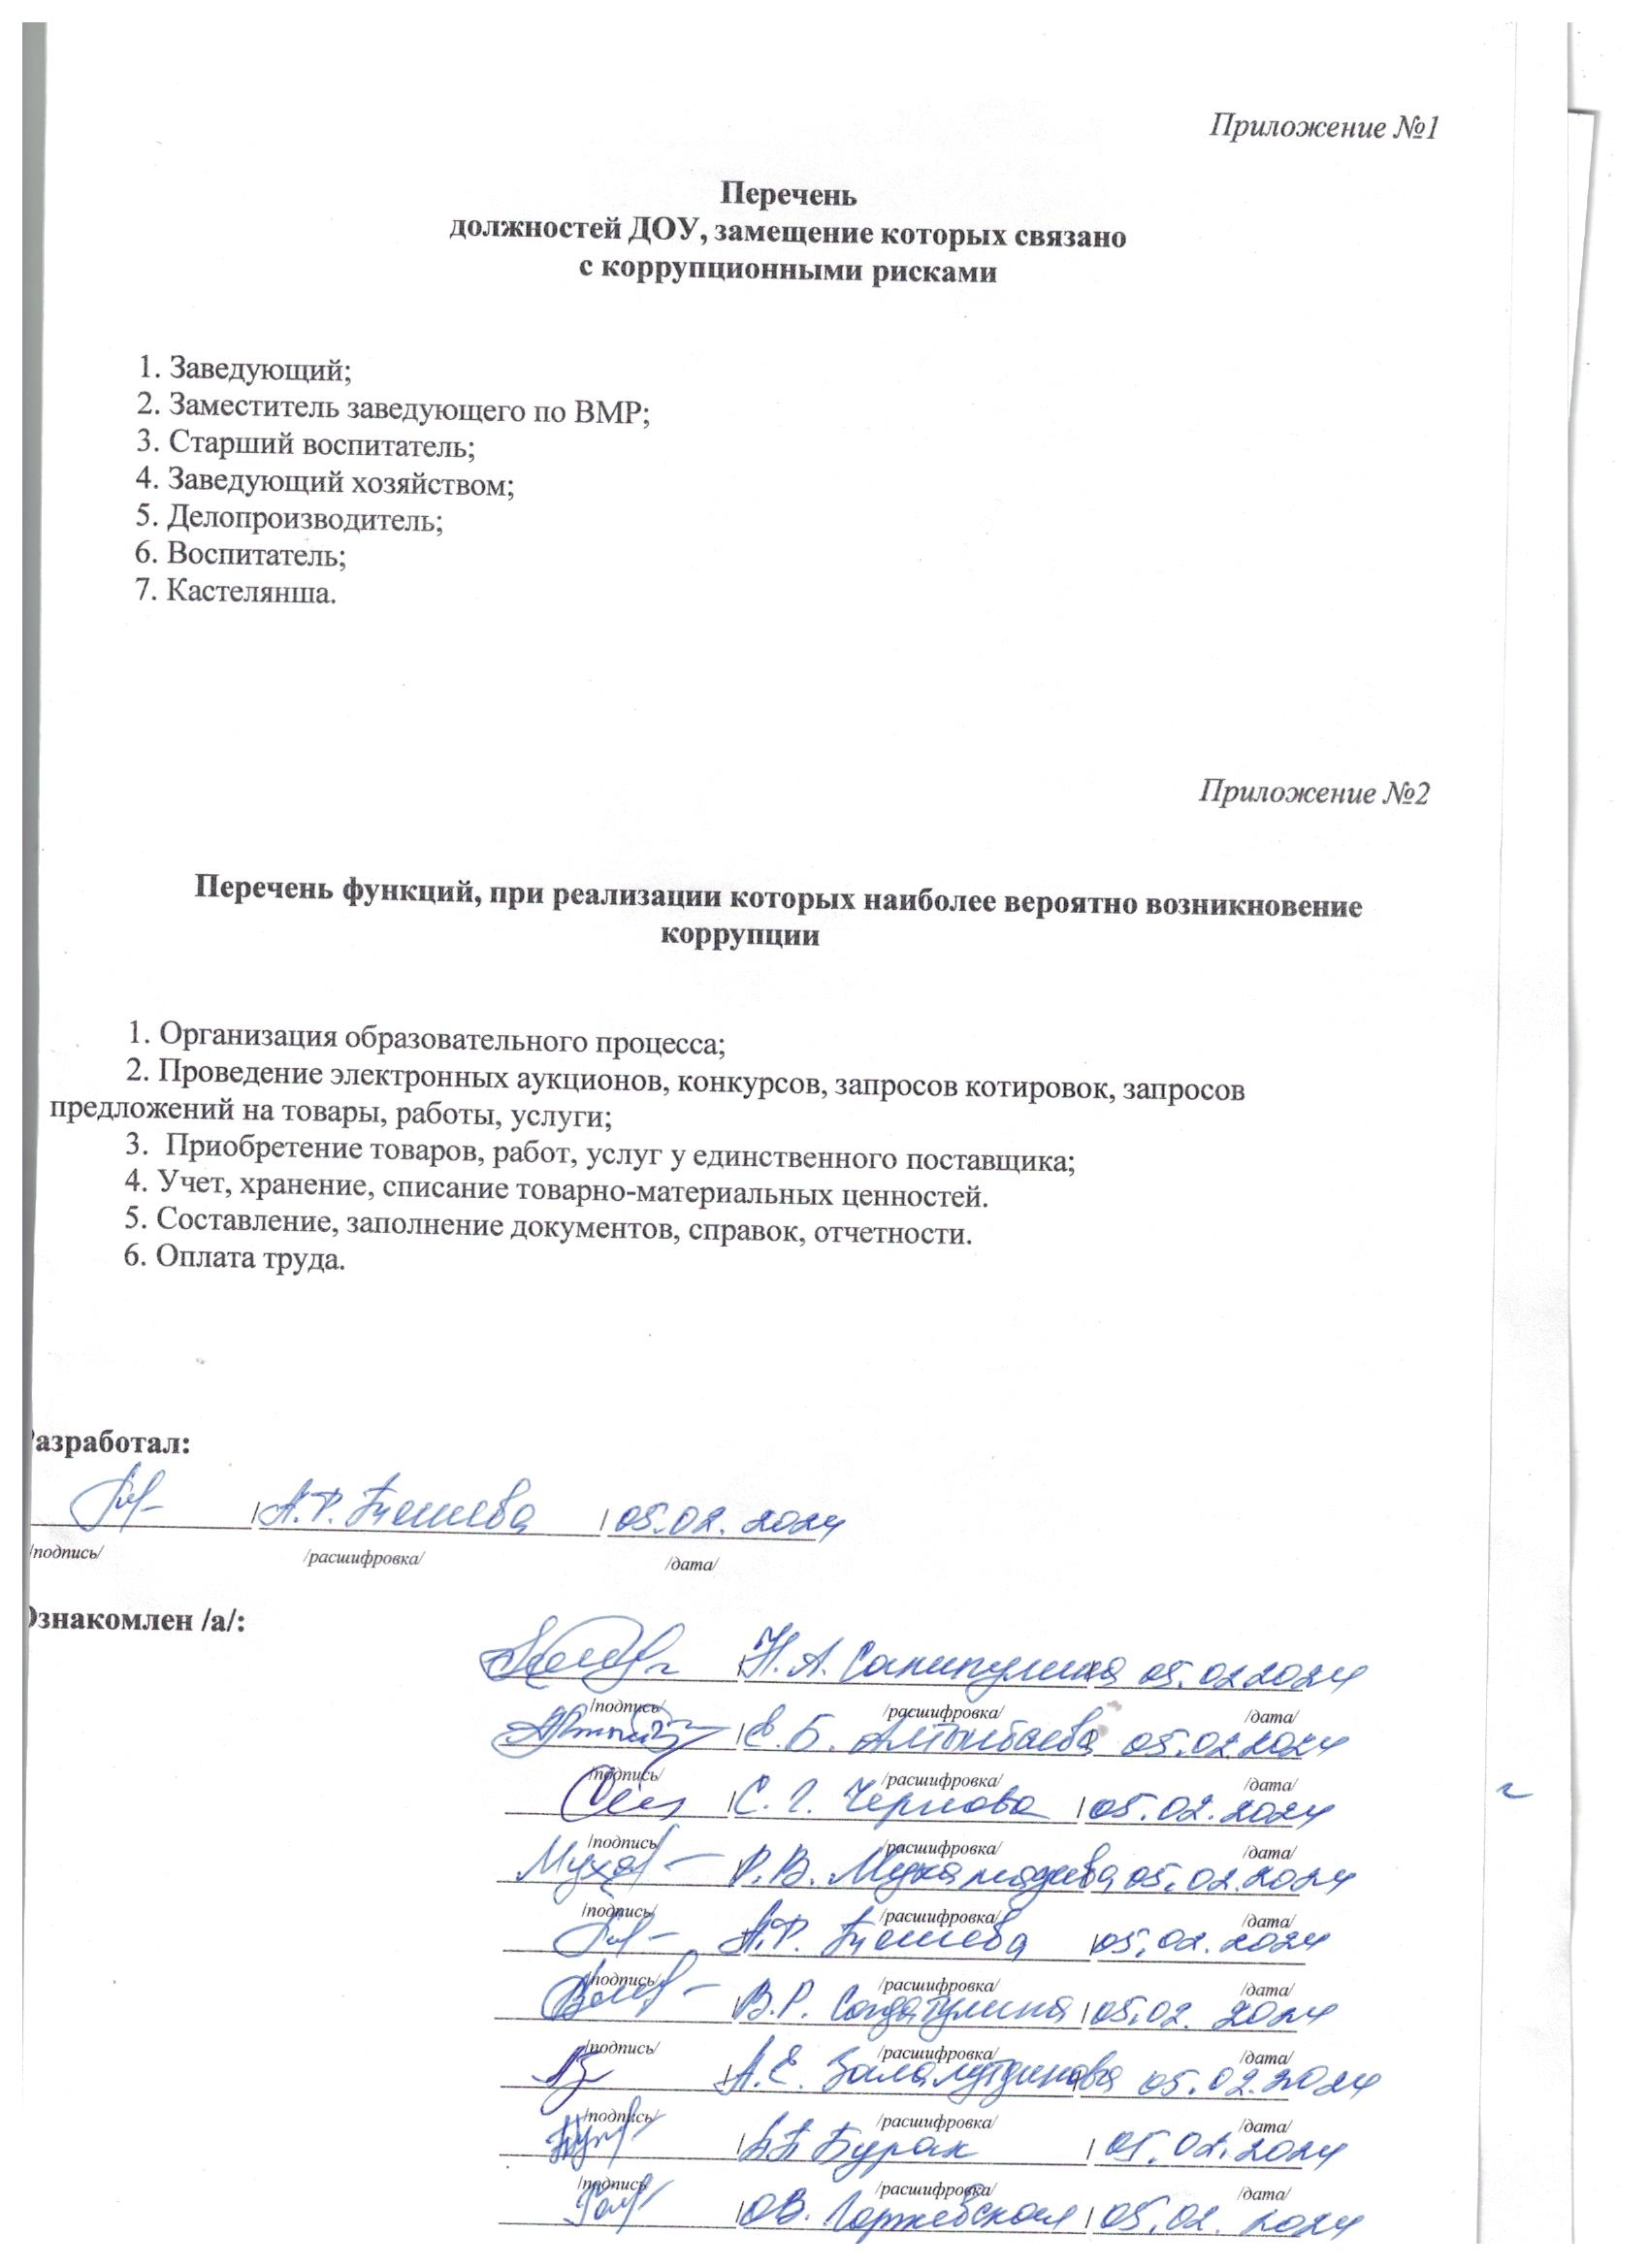 Приложение №1
Перечень
должностей ДОУ, замещение которых связано
с коррупционными рисками
1. Заведующий;
2. Заместитель заведующего по ВМР;
3. Старший воспитатель;
4. Заведующий хозяйством;
5. Делопроизводитель;
6. Воспитатель;
7. Кастелянша.
Приложение №2
Перечень функций, при реализации которых наиболее вероятно возникновение
коррупции
1. Организация образовательного процесса;
2. Проведение электронных аукционов, конкурсов, запросов котировок, запросов
предложений на товары, работы, услуги;
3. Приобретение товаров, работ, услуг у единственного поставщика;
4. Учет, хранение, списание товарно-материальных ценностей.
5. Составление, заполнение документов, справок, отчетности.
6. Оплата труда.
азработал:
/ А.Р. / 05.02.2024
/подпись/ /расшифровка/ /дата/
Ознакомлен /а/:
Н.А. 05.02 2024
/подпись/ /расшифровка/ /дата/
Е.Б. Алтынбаева 05.02 2024
/подпись/ /расшифровка/ /дата/
/ С.Г. Чернова / 05.02.2024
/подпись/ /расшифровка/ /дата/
Р.В. Мухамадиева 05.02.2024
/подпись/ /расшифровка/ /дата/
А.Р. 05.02.2024
/подпись/ /расшифровка/ /дата/
В.Р. / 05.02. 2024
/подпись/ /расшифровка/ /дата/
А.Е. 05.02.2024
/подпись/ /расшифровка/ /дата/
Бурак / 05.02.2024
/подпись/ /расшифровка/ /дата/
/ О.В. Горжевская / 05.02. 2024